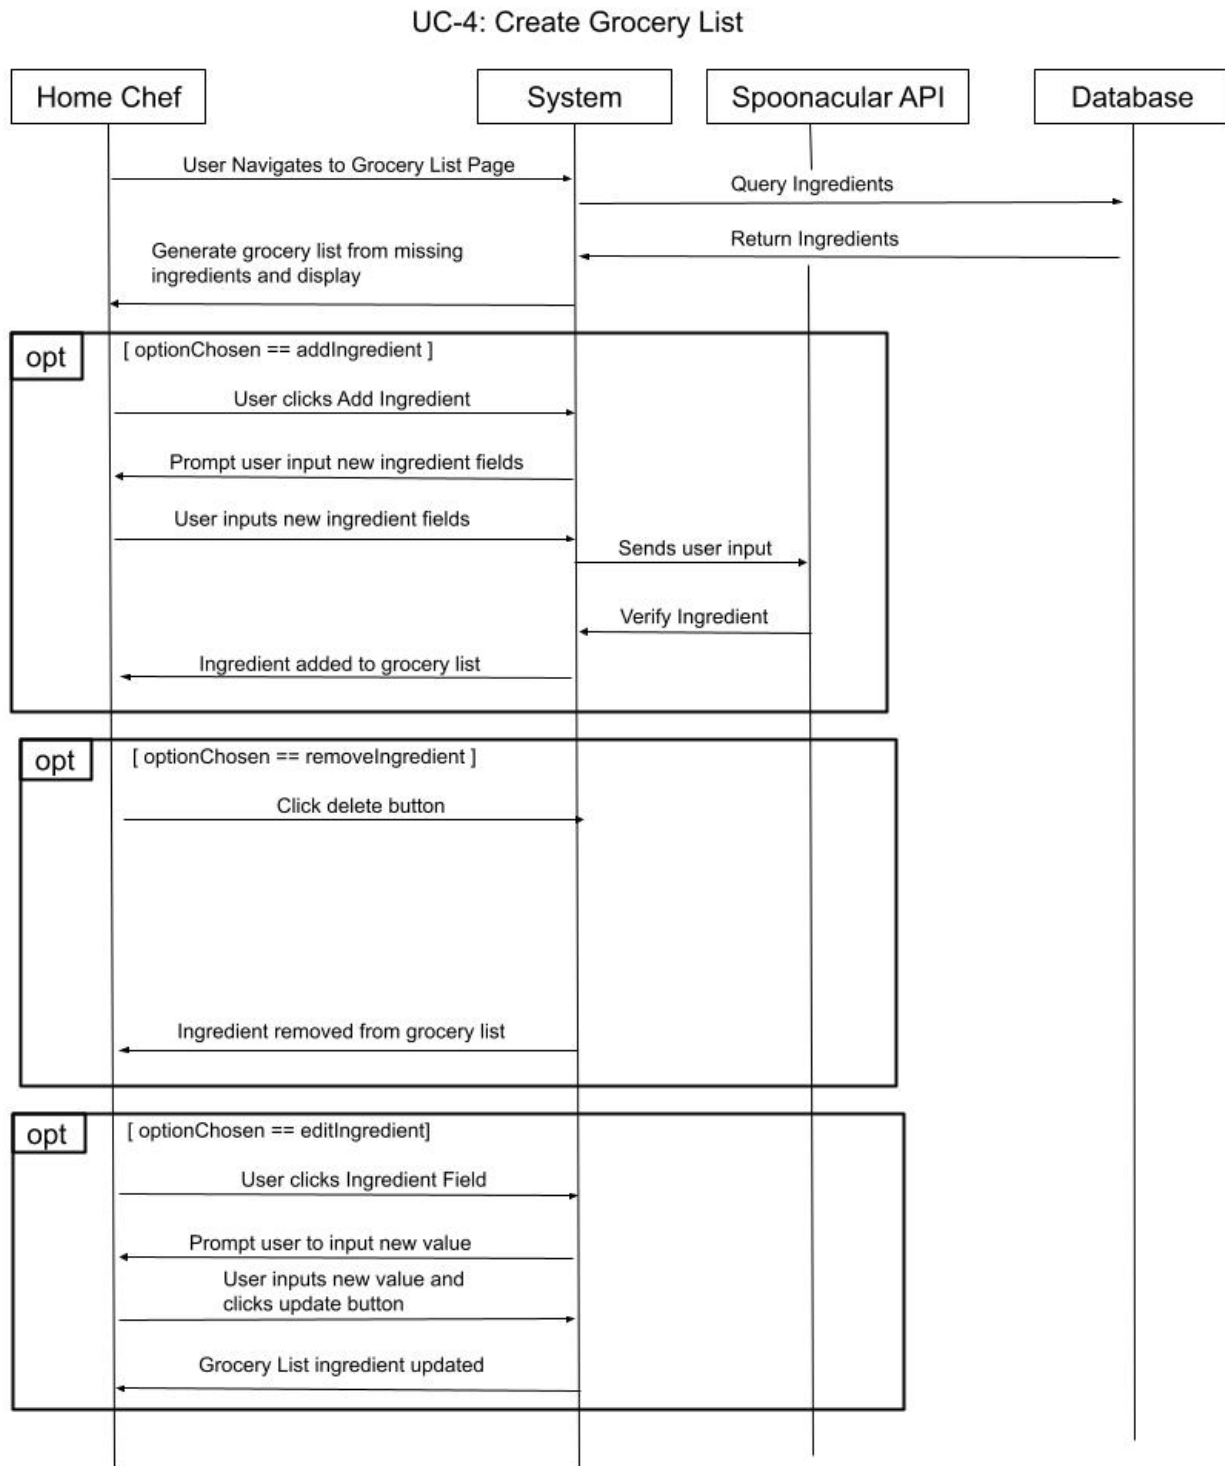 UC-4: Create Grocery List
Home Chef
System
Spoonacular API
Database
User Navigates to Grocery List Page
Query Ingredients
Return Ingredients
Generate grocery list from missing
ingredients and display
opt
[ optionChosen == addIngredient ]
User clicks Add Ingredient
Prompt user input new ingredient fields
User inputs new ingredient fields
Sends user input
Verify Ingredient
Ingredient added to grocery list
opt
[ optionChosen == removeIngredient ]
Click delete button
Ingredient removed from grocery list
opt
[ optionChosen == editIngredient]
User clicks Ingredient Field
Prompt user to input new value
User inputs new value and
clicks update button
Grocery List ingredient updated